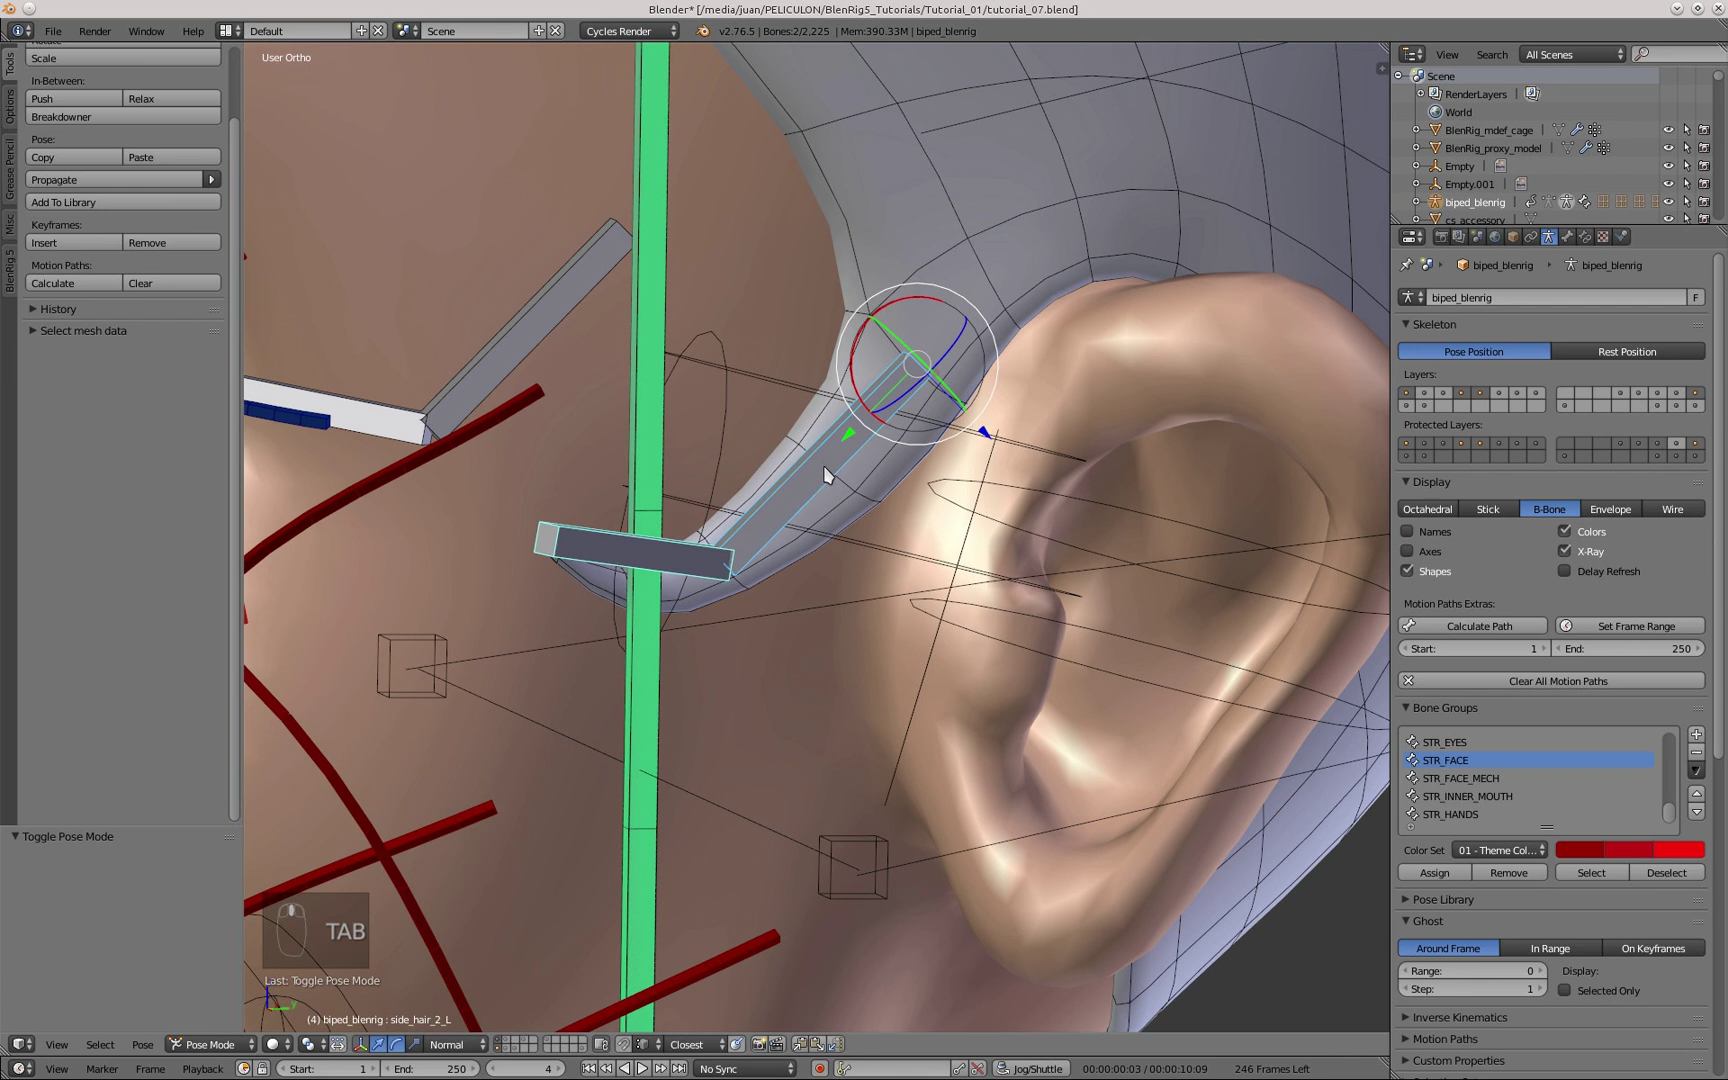 Blender* [/media/juan/PELICULON/BlenRig5_Tutorials/Tutorial_01/tutorial_07.blend]
File Render Window Help Default Scene Cycles Render v2.76.5 | Bones:2/2,225 | Mem:390.33M | biped_blenrig
Tools
Options
Grease Pencil
Misc
BlenRig 5
Scale
In-Between:
Push Relax
Breakdowner
Pose:
Copy Paste
Propagate
Add To Library
Keyframes:
Insert Remove
Motion Paths:
Calculate Clear
History
Select mesh data
Toggle Pose Mode
User Ortho
TAB
Last: Toggle Pose Mode
(4) biped_blenrig : side_hair_2_L
View Select Pose Pose Mode Normal Closest
View Marker Frame Playback Start: 1 End: 250 4 No Sync Jog/Shuttle 00:00:00:03 / 00:00:10:09 246 Frames Left
View Search All Scenes
Scene
RenderLayers
World
BlenRig_mdef_cage
BlenRig_proxy_model
Empty
Empty.001
biped_blenrig
cs_accessory
biped_blenrig biped_blenrig
biped_blenrig F
Skeleton
Pose Position Rest Position
Layers:
Protected Layers:
Display
Octahedral Stick B-Bone Envelope Wire
Names Colors
Axes X-Ray
Shapes Delay Refresh
Motion Paths Extras:
Calculate Path Set Frame Range
Start: 1 End: 250
Clear All Motion Paths
Bone Groups
STR_EYES
STR_FACE
STR_FACE_MECH
STR_INNER_MOUTH
STR_HANDS
Color Set 01 - Theme Col...
Assign Remove Select Deselect
Pose Library
Ghost
Around Frame In Range On Keyframes
Range: 0 Display:
Step: 1 Selected Only
Inverse Kinematics
Motion Paths
Custom Properties